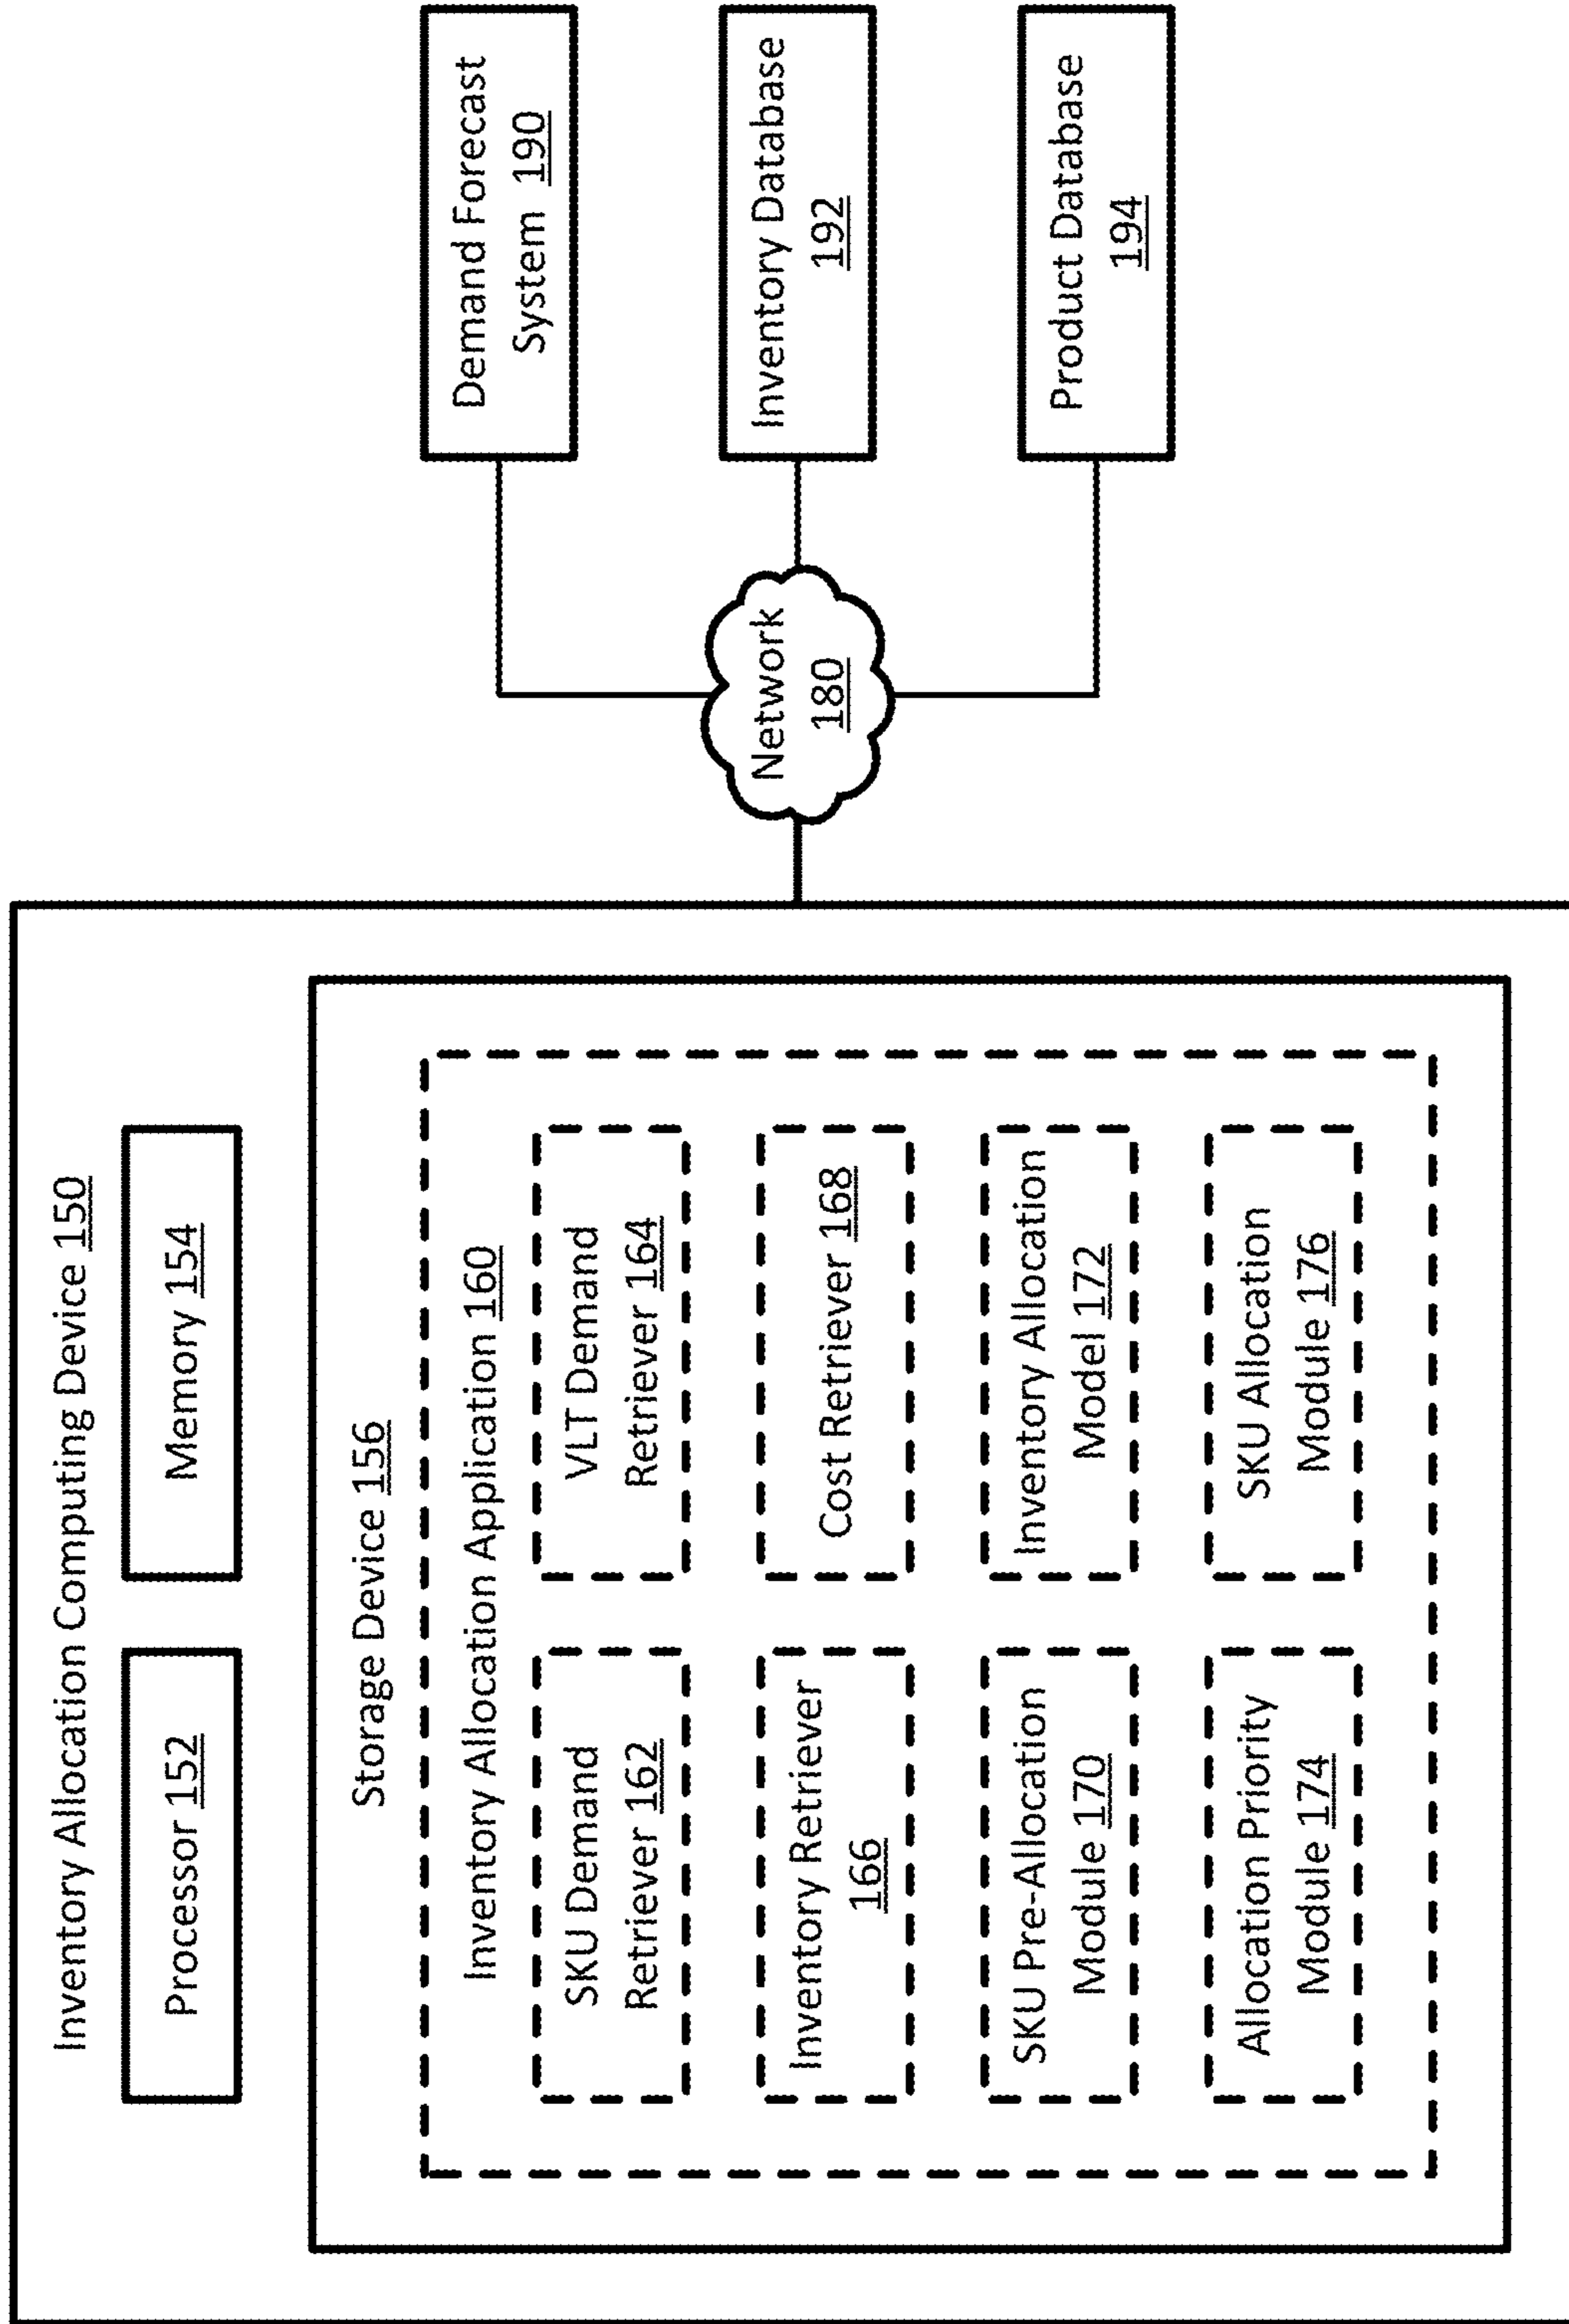 Inventory Allocation Computing Device 150
Processor 152
Memory 154
Storage Device 156
Inventory Allocation Application 160
SKU Demand
Retriever 162
VLT Demand
Retriever 164
Inventory Retriever
166
Cost Retriever 168
SKU Pre-Allocation
Module 170
Inventory Allocation
Model 172
Allocation Priority
Module 174
SKU Allocation
Module 176
Network
180
Demand Forecast
System 190
Inventory Database
192
Product Database
194